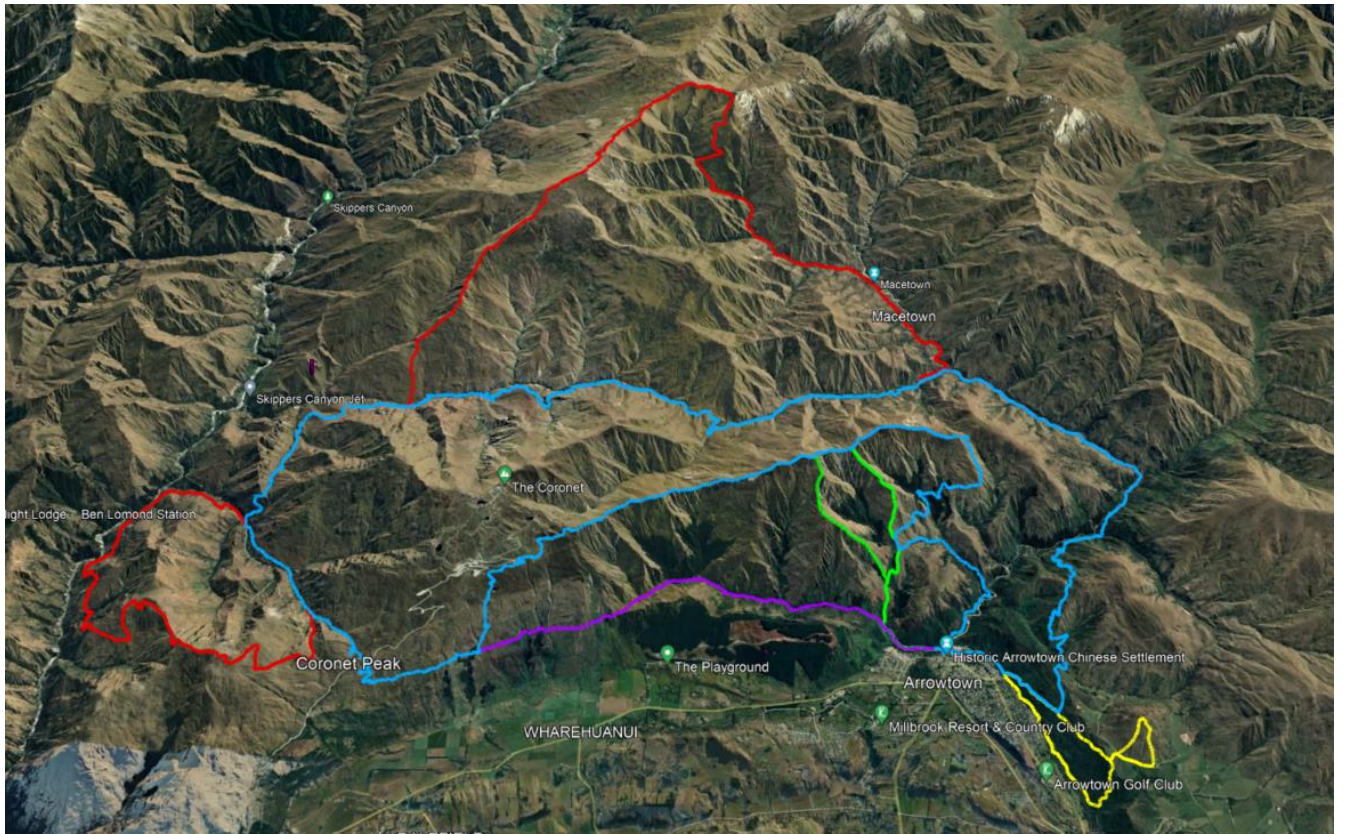 Skippers Canyon
Macetown
Macetown
Skippers Canyon Jet
The Coronet
ight Lodge
Ben Lomond Station
Coronet Peak
The Playground
Historic Arrowtown Chinese Settlement
Arrowtown
Millbrook Resort & Country Club
WHAREHUANUI
Arrowtown Golf Club